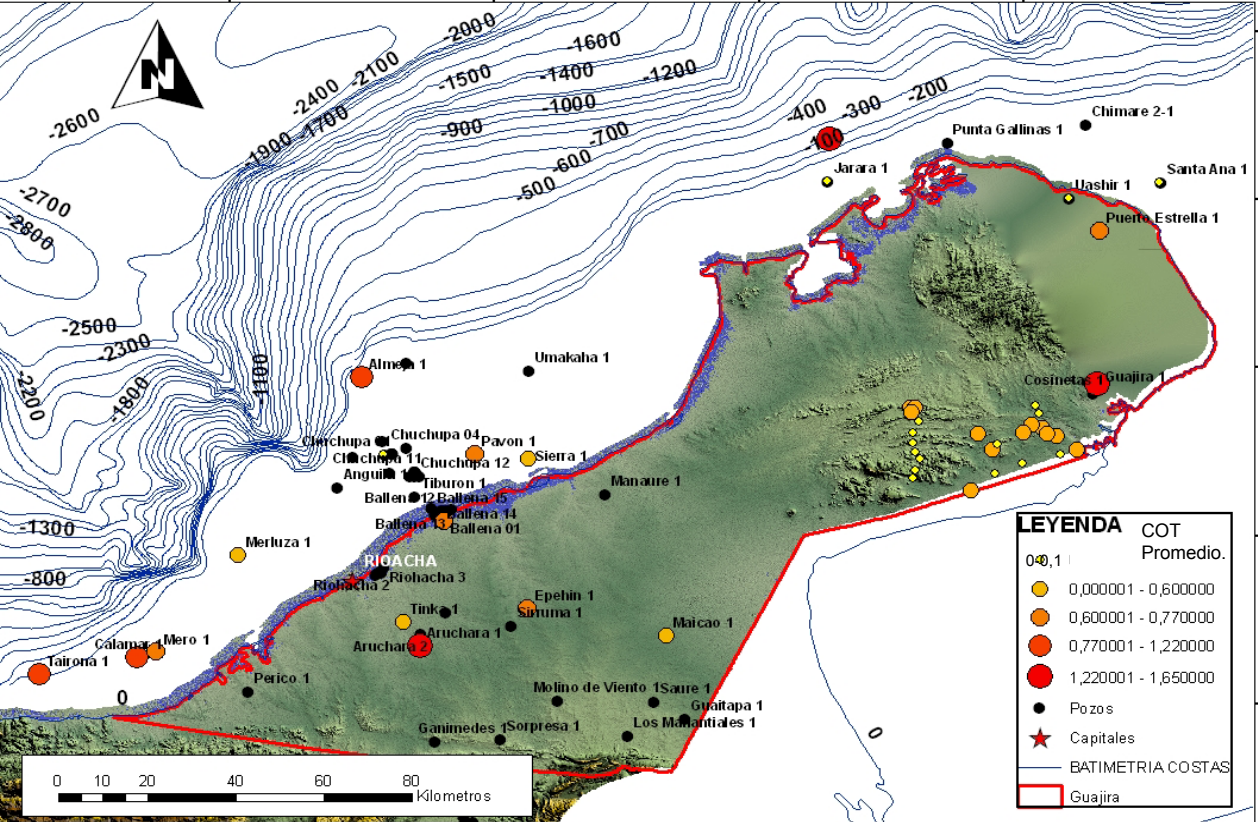 N
-2000
-1600
-2100
-1500
-1400
-1200
-2400
-1000
-200
-2600
-1700
-400
-300
-1900
-900
-700
-100
-600
-500
-2700
-2800
-2500
-2300
-1100
-2200
-1800
-1300
-800
0
0
Chimare 2-1
Punta Gallinas 1
Jarara 1
Santa Ana 1
Uashir 1
Puerto Estrella 1
Almeja 1
Umakaha 1
Cosinetas 1
Guajira 1
Chuchupa 04
Pavon 1
Chuchupa 11
Chuchupa 12
Sierra 1
Tiburon 1
Manaure 1
Ballena 12
Ballena 15
Ballena 14
Ballena 13
Ballena 01
Merluza 1
RIOACHA
Riohacha 3
Riohacha 2
Epehin 1
Tinka 1
Sirruma 1
Maicao 1
Aruchara 1
Aruchara 2
Calamar 1
Mero 1
Tairona 1
Perico 1
Molino de Viento 1
Saure 1
Guaitapa 1
Los Manantiales 1
Ganimedes 1
Sorpresa 1
0 10 20 40 60 80
Kilometros
LEYENDA
COT
Promedio.
0-0,1
0,000001 - 0,600000
0,600001 - 0,770000
0,770001 - 1,220000
1,220001 - 1,650000
Pozos
Capitales
BATIMETRIA COSTAS
Guajira